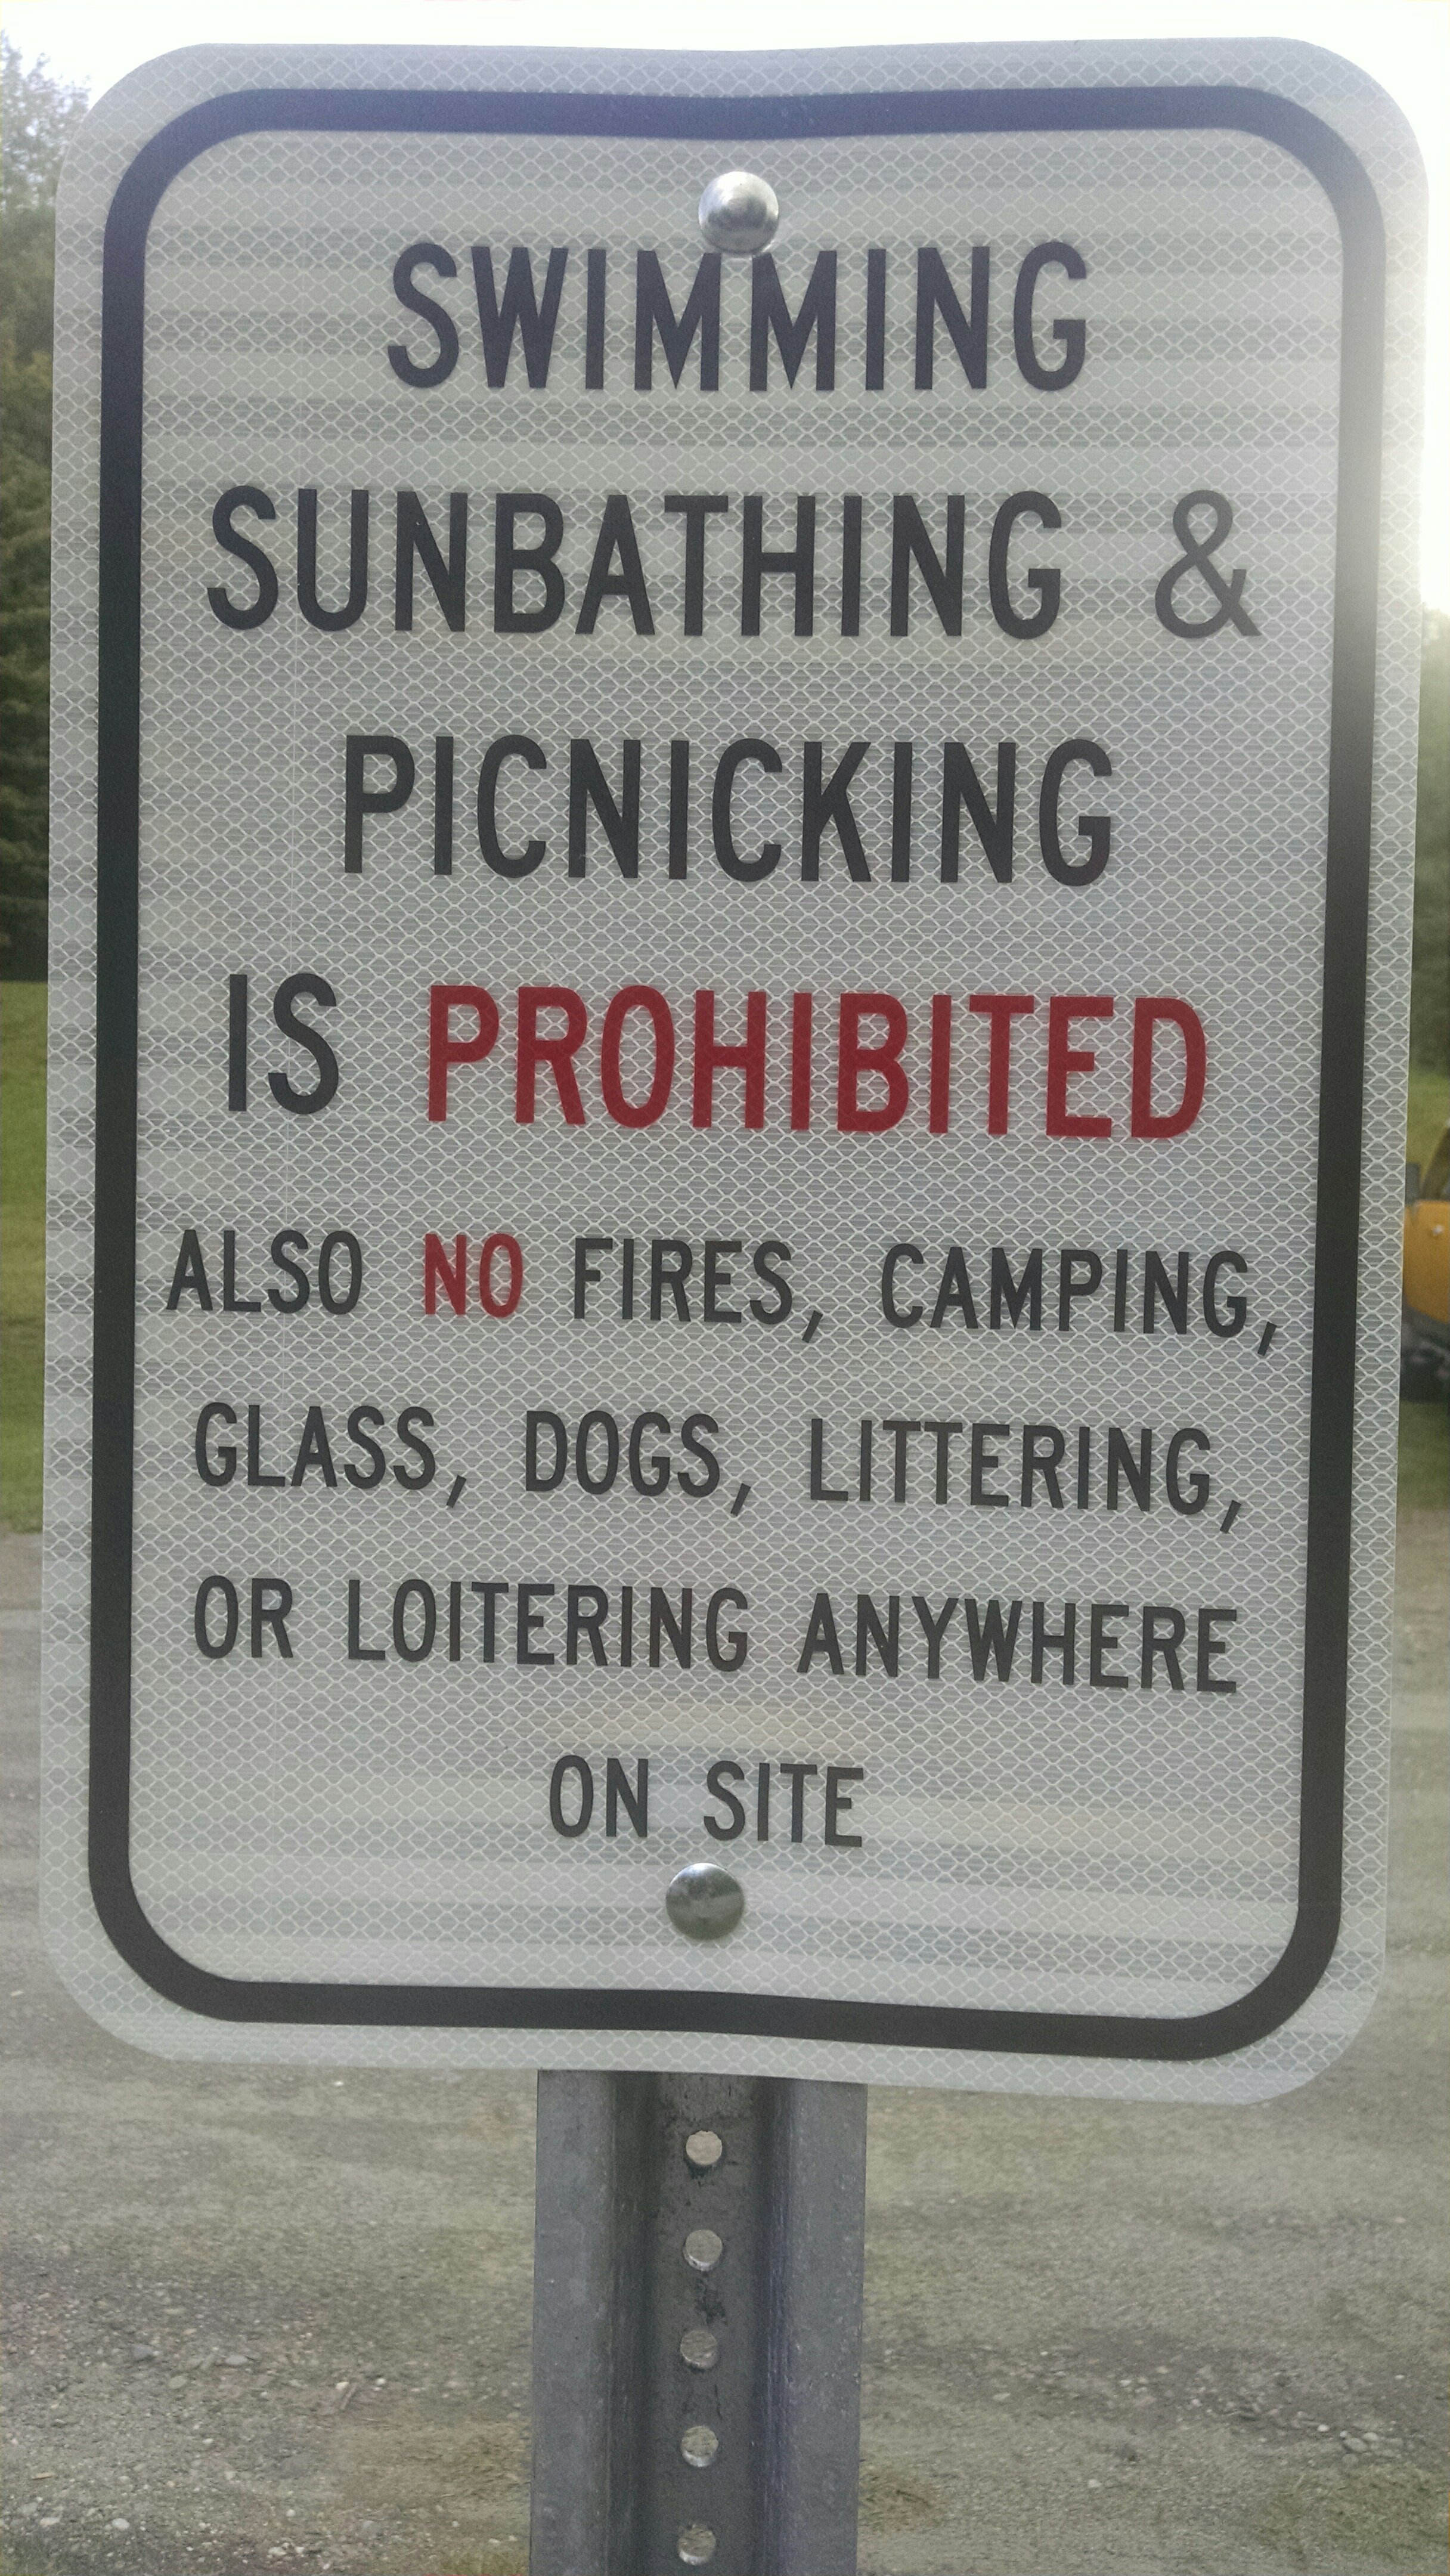 SWIMMING
SUNBATHING &
PICNICKING
IS PROHIBITED
ALSO NO FIRES, CAMPING,
GLASS, DOGS, LITTERING,
OR LOITERING ANYWHERE
ON SITE